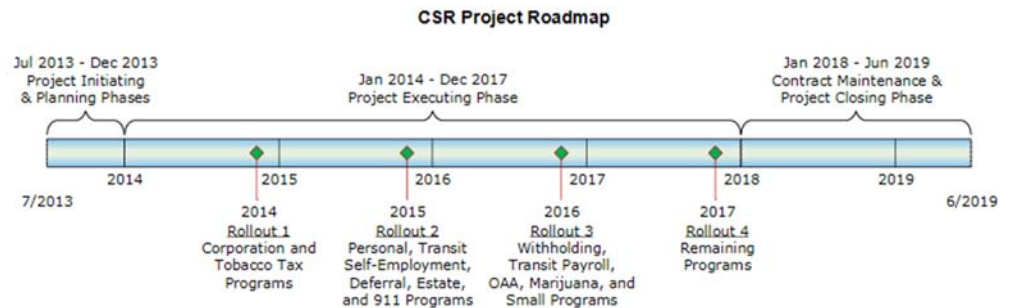 CSR Project Roadmap
Jul 2013 - Dec 2013
Project Initiating
& Planning Phases
Jan 2014 - Dec 2017
Project Executing Phase
Jan 2018 - Jun 2019
Contract Maintenance &
Project Closing Phase
2014
2015
2016
2017
2018
2019
7/2013
6/2019
2014
Rollout 1
Corporation and
Tobacco Tax
Programs
2015
Rollout 2
Personal, Transit
Self-Employment,
Deferral, Estate,
and 911 Programs
2016
Rollout 3
Withholding,
Transit Payroll,
OAA, Marijuana, and
Small Programs
2017
Rollout 4
Remaining
Programs